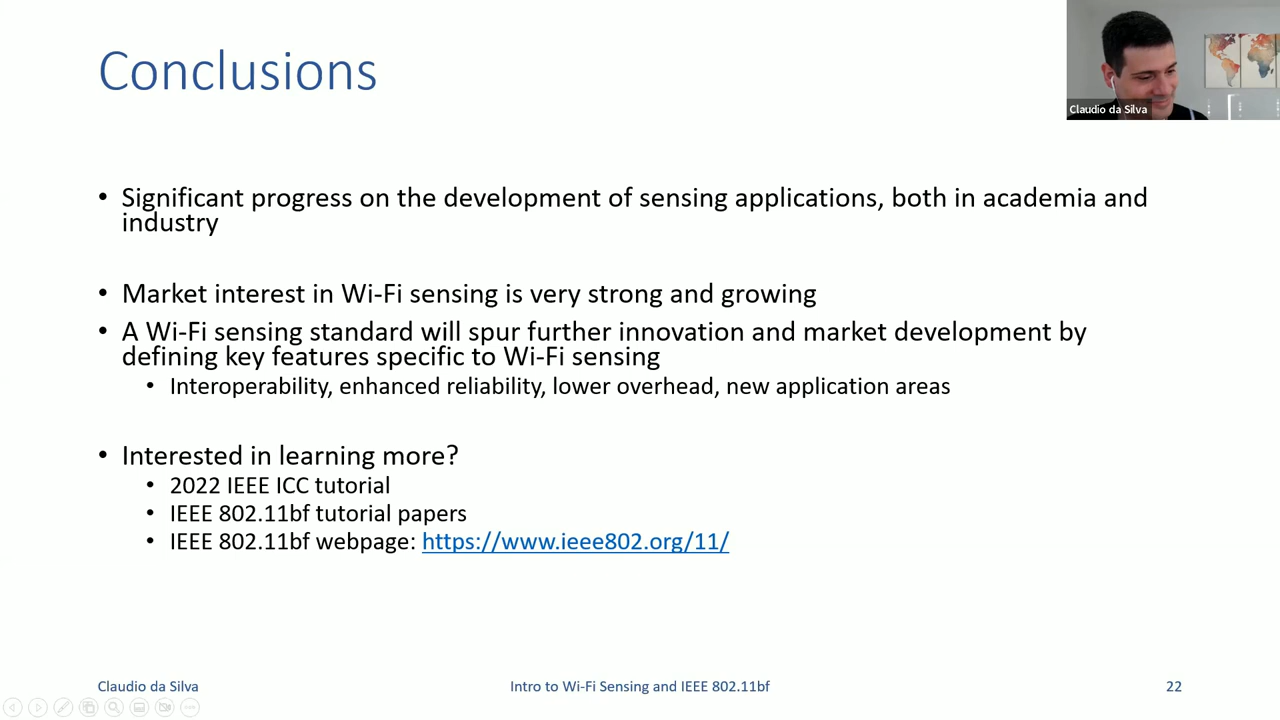 Conclusions
Claudio da Silva
• Significant progress on the development of sensing applications, both in academia and
industry
• Market interest in Wi-Fi sensing is very strong and growing
• A Wi-Fi sensing standard will spur further innovation and market development by
defining key features specific to Wi-Fi sensing
• Interoperability, enhanced reliability, lower overhead, new application areas
• Interested in learning more?
• 2022 IEEE ICC tutorial
• IEEE 802.11bf tutorial papers
• IEEE 802.11bf webpage: https://www.ieee802.org/11/
Claudio da Silva
Intro to Wi-Fi Sensing and IEEE 802.11bf
22